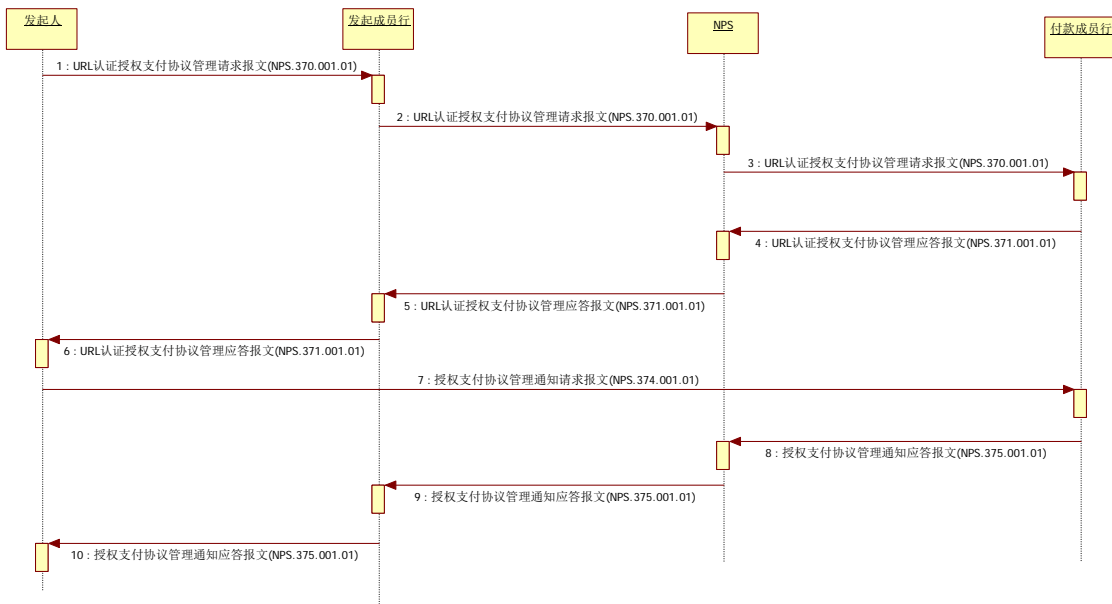 发起人
发起成员行
NPS
付款成员行
1 : URL认证授权支付协议管理请求报文(NPS.370.001.01)
2 : URL认证授权支付协议管理请求报文(NPS.370.001.01)
3 : URL认证授权支付协议管理请求报文(NPS.370.001.01)
4 : URL认证授权支付协议管理应答报文(NPS.371.001.01)
5 : URL认证授权支付协议管理应答报文(NPS.371.001.01)
6 : URL认证授权支付协议管理应答报文(NPS.371.001.01)
7 : 授权支付协议管理通知请求报文(NPS.374.001.01)
8 : 授权支付协议管理通知应答报文(NPS.375.001.01)
9 : 授权支付协议管理通知应答报文(NPS.375.001.01)
10 : 授权支付协议管理通知应答报文(NPS.375.001.01)